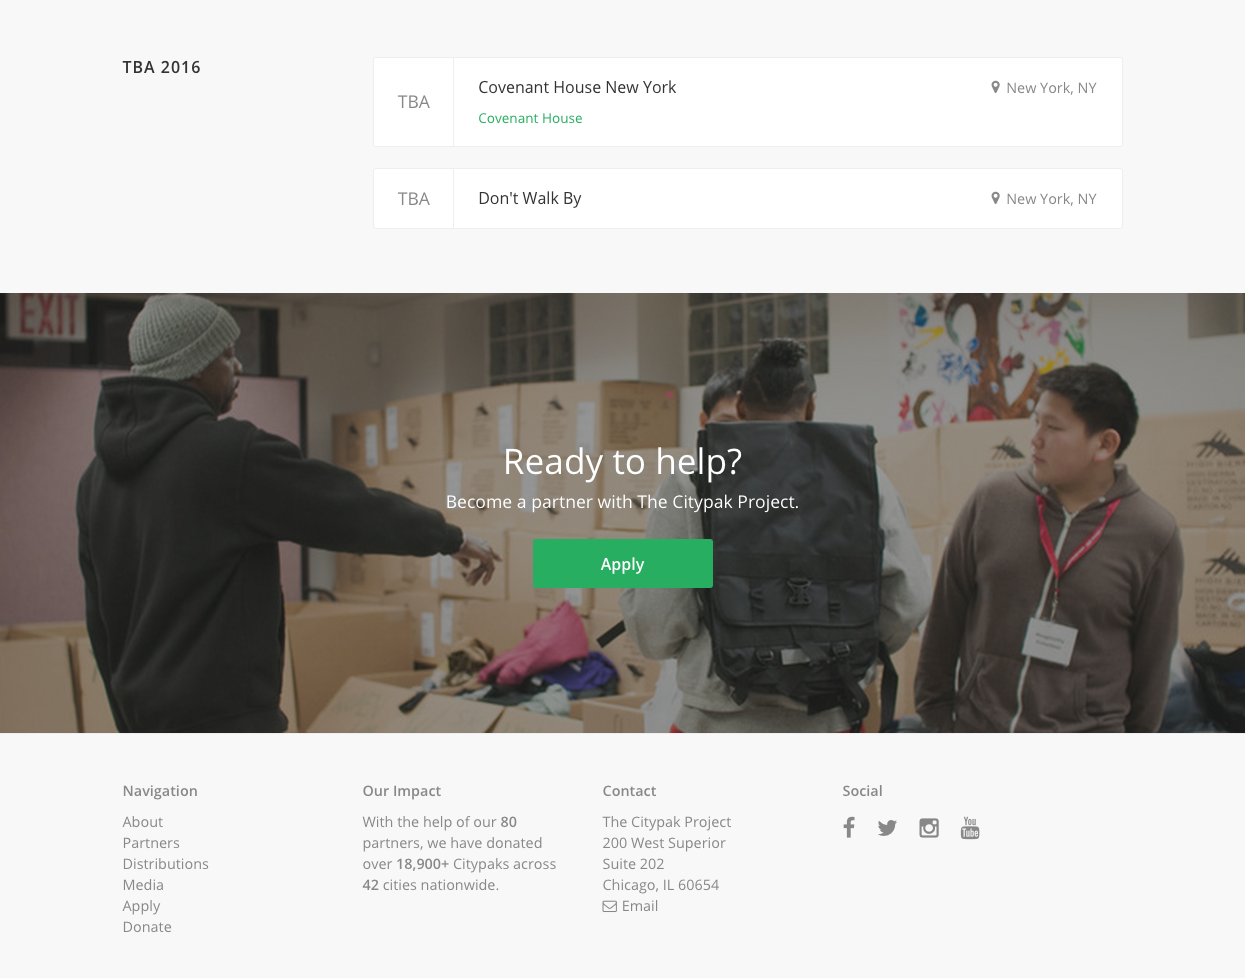 TBA 2016
TBA
Covenant House New York
New York, NY
Covenant House
TBA
Don't Walk By
New York, NY
EXIT
Ready to help?
Become a partner with The Citypak Project.
Apply
Navigation
About
Partners
Distributions
Media
Apply
Donate
Our Impact
With the help of our 80
partners, we have donated
over 18,900+ Citypaks across
42 cities nationwide.
Contact
The Citypak Project
200 West Superior
Suite 202
Chicago, IL 60654
Email
Social
You
Tube